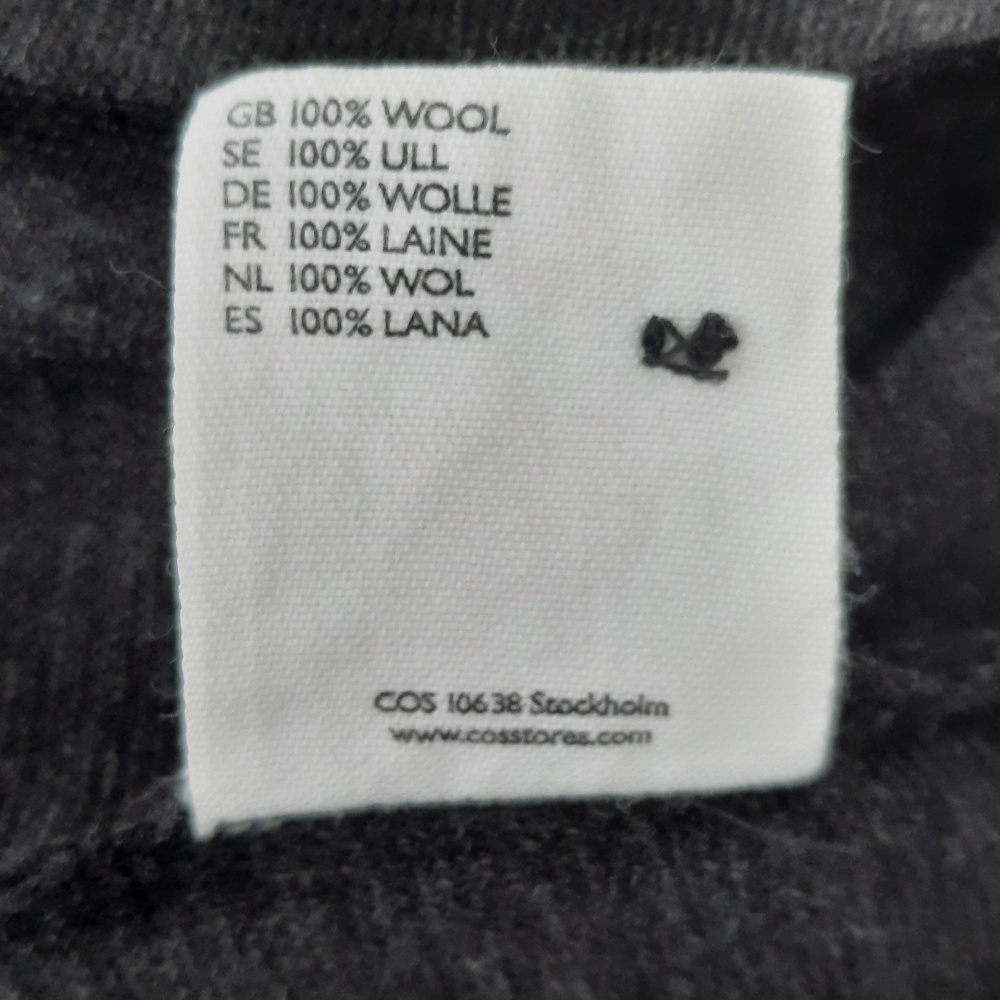 GB 100% WOOL
SE 100% ULL
DE 100% WOLLE
FR 100% LAINE
NL 100% WOL
ES 100% LANA
COS 10638 Stockholm
www.cosstores.com